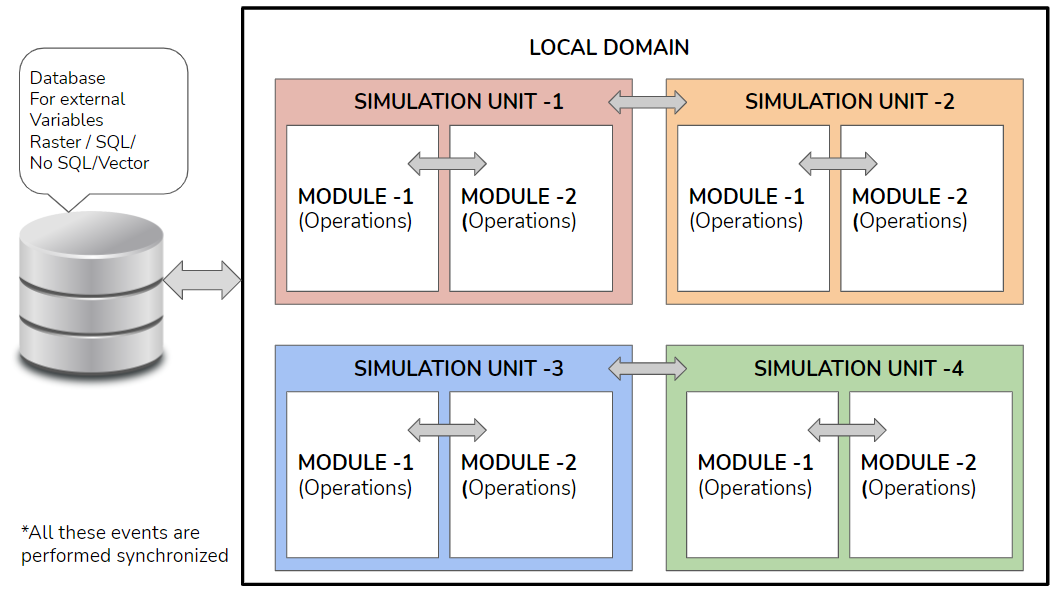 Database
For external
Variables
Raster / SQL/
No SQL/Vector
LOCAL DOMAIN
SIMULATION UNIT -1
MODULE -1
(Operations)
MODULE -2
(Operations)
SIMULATION UNIT -2
MODULE -1
(Operations)
MODULE -2
(Operations)
SIMULATION UNIT -3
MODULE -1
(Operations)
MODULE -2
(Operations)
SIMULATION UNIT -4
MODULE -1
(Operations)
MODULE -2
(Operations)
*All these events are
performed synchronized